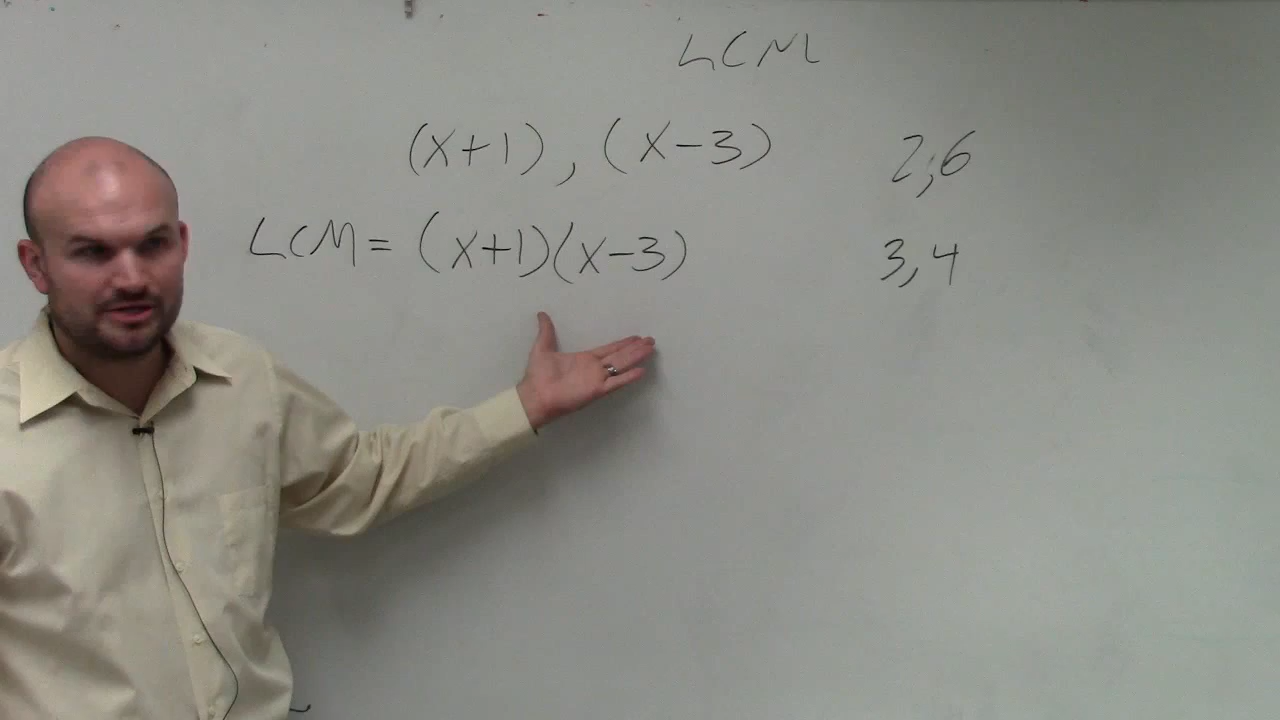 LCM
(x+1), (x-3) 2,6
LCM = (x+1)(x-3) 3,4